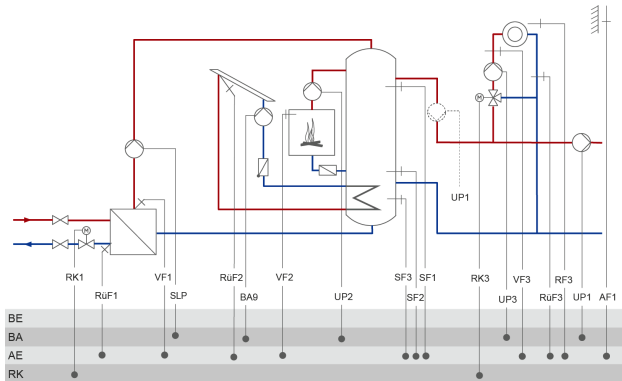 M
M
UP1
RK1
VF1
RüF2
VF2
SF3
SF1
RK3
VF3
RF3
RüF1
SLP
BA9
UP2
SF2
UP3
RüF3
UP1
AF1
BE
BA
AE
RK